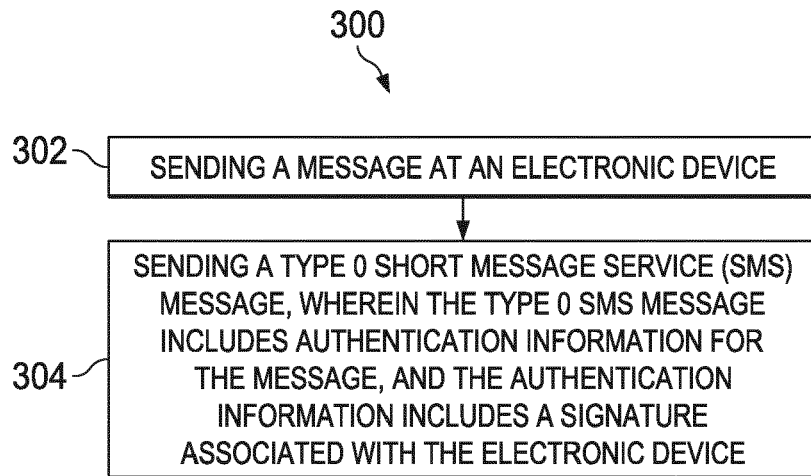 300
302
SENDING A MESSAGE AT AN ELECTRONIC DEVICE
304
SENDING A TYPE 0 SHORT MESSAGE SERVICE (SMS)
MESSAGE, WHEREIN THE TYPE 0 SMS MESSAGE
INCLUDES AUTHENTICATION INFORMATION FOR
THE MESSAGE, AND THE AUTHENTICATION
INFORMATION INCLUDES A SIGNATURE
ASSOCIATED WITH THE ELECTRONIC DEVICE